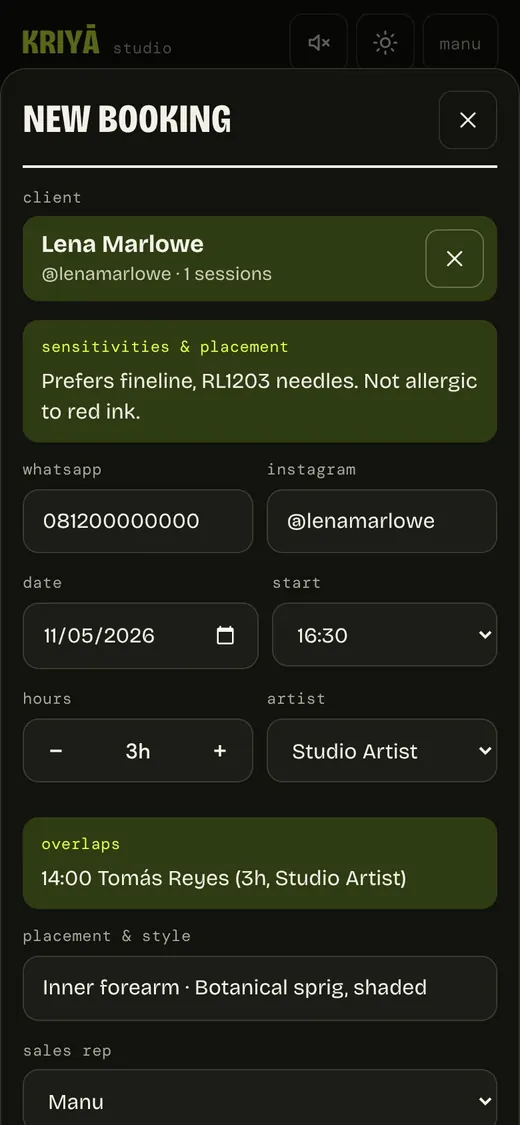 KRIYĀ studio
manu
NEW BOOKING
client
Lena Marlowe
@lenamarlowe · 1 sessions
sensitivities & placement
Prefers fineline, RL1203 needles. Not allergic
to red ink.
whatsapp instagram
081200000000 @lenamarlowe
date start
11/05/2026 16:30
hours artist
− 3h + Studio Artist
overlaps
14:00 Tomás Reyes (3h, Studio Artist)
placement & style
Inner forearm · Botanical sprig, shaded
sales rep
Manu